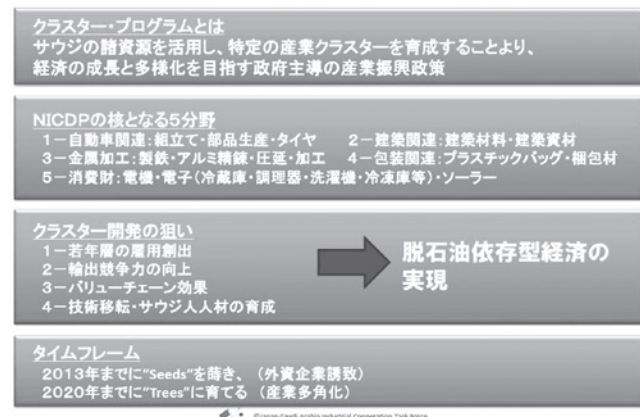 クラスター・プログラムとは
サウジの諸資源を活用し、特定の産業クラスターを育成することより、
経済の成長と多様化を目指す政府主導の産業振興政策
NICDPの核となる5分野
1－自動車関連：組立て・部品生産・タイヤ 2－建築関連：建築材料・建築資材
3－金属加工：製鉄・アルミ精錬・圧延・加工 4－包装関連：プラスチックバッグ・梱包材
5－消費財：電機・電子（冷蔵庫・調理器・洗濯機・冷凍庫等）・ソーラー
クラスター開発の狙い
1－若年層の雇用創出
2－輸出競争力の向上
3－バリューチェーン効果
4－技術移転・サウジ人人材の育成
脱石油依存型経済の
実現
タイムフレーム
2013年までに"Seeds"を蒔き、（外資企業誘致）
2020年までに"Trees"に育てる（産業多角化）
©Japan Saudi Arabia Industrial Cooperation Task Force